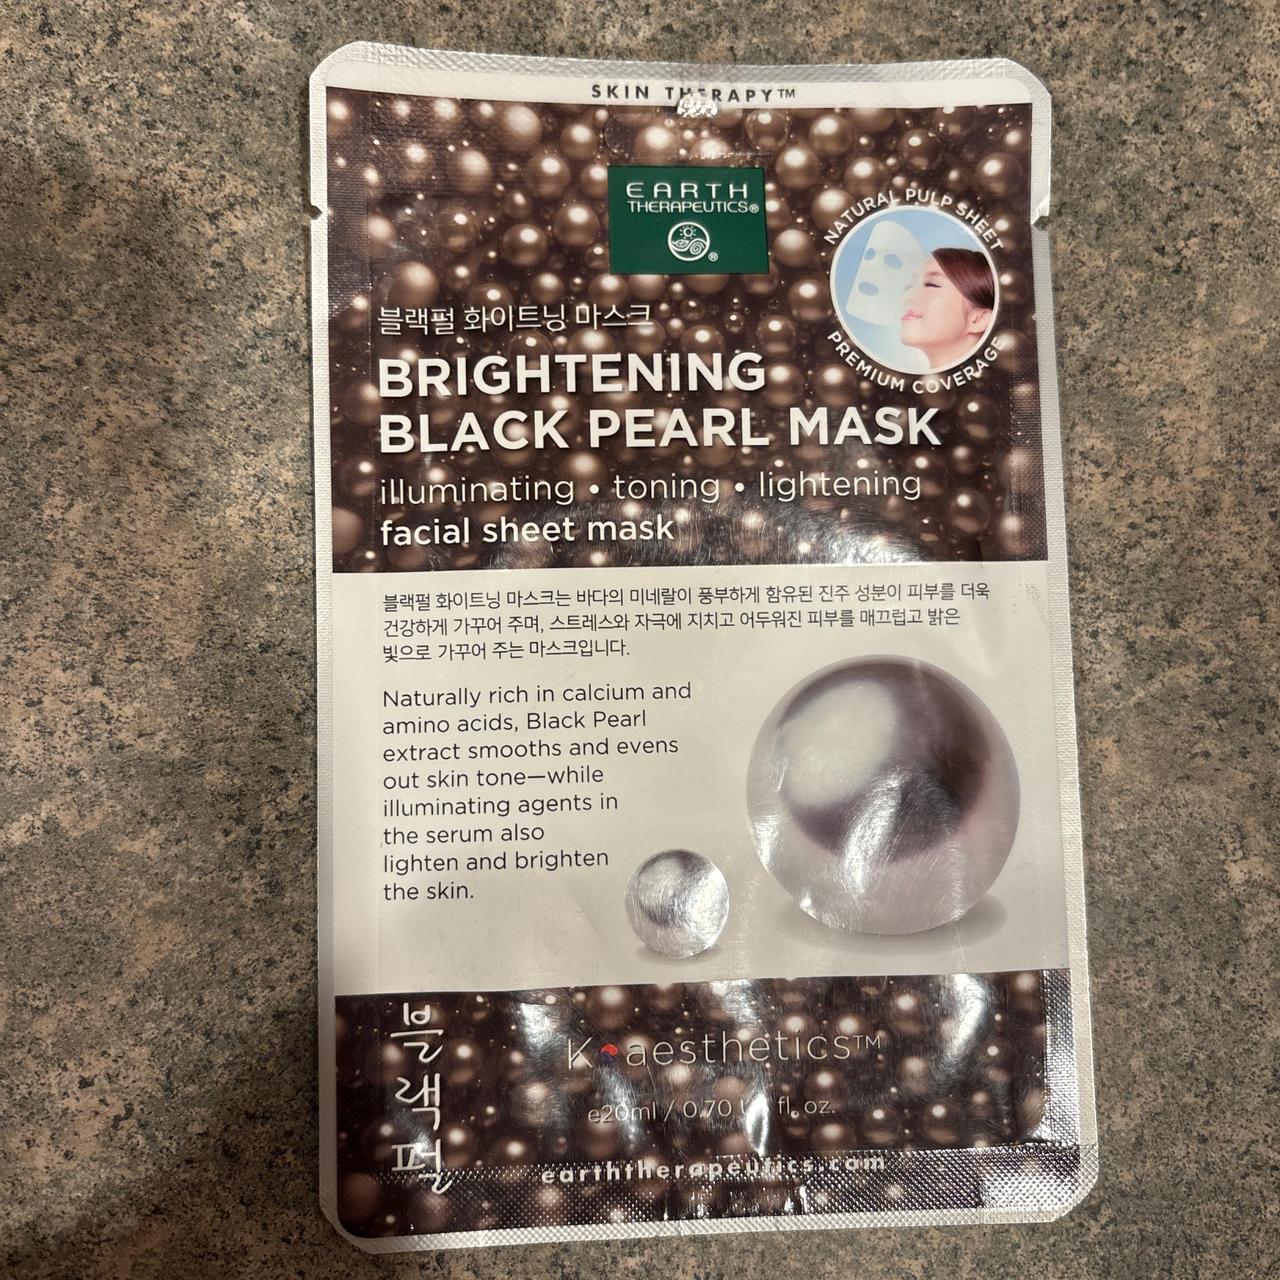 SKIN THERAPY™
EARTH
THERAPEUTICS®
®
NATURAL PULP SHEET
PREMIUM COVERAGE
블랙펄 화이트닝 마스크
BRIGHTENING
BLACK PEARL MASK
illuminating • toning • lightening
facial sheet mask
블랙펄 화이트닝 마스크는 바다의 미네랄이 풍부하게 함유된 진주 성분이 피부를 더욱
건강하게 가꾸어 주며, 스트레스와 자극에 지치고 어두워진 피부를 매끄럽고 밝은
빛으로 가꾸어 주는 마스크입니다.
Naturally rich in calcium and
amino acids, Black Pearl
extract smooths and evens
out skin tone—while
illuminating agents in
the serum also
lighten and brighten
the skin.
블랙펄
K aesthetics™
e20ml / 0.70 fl. oz.
earththerapeutics.com